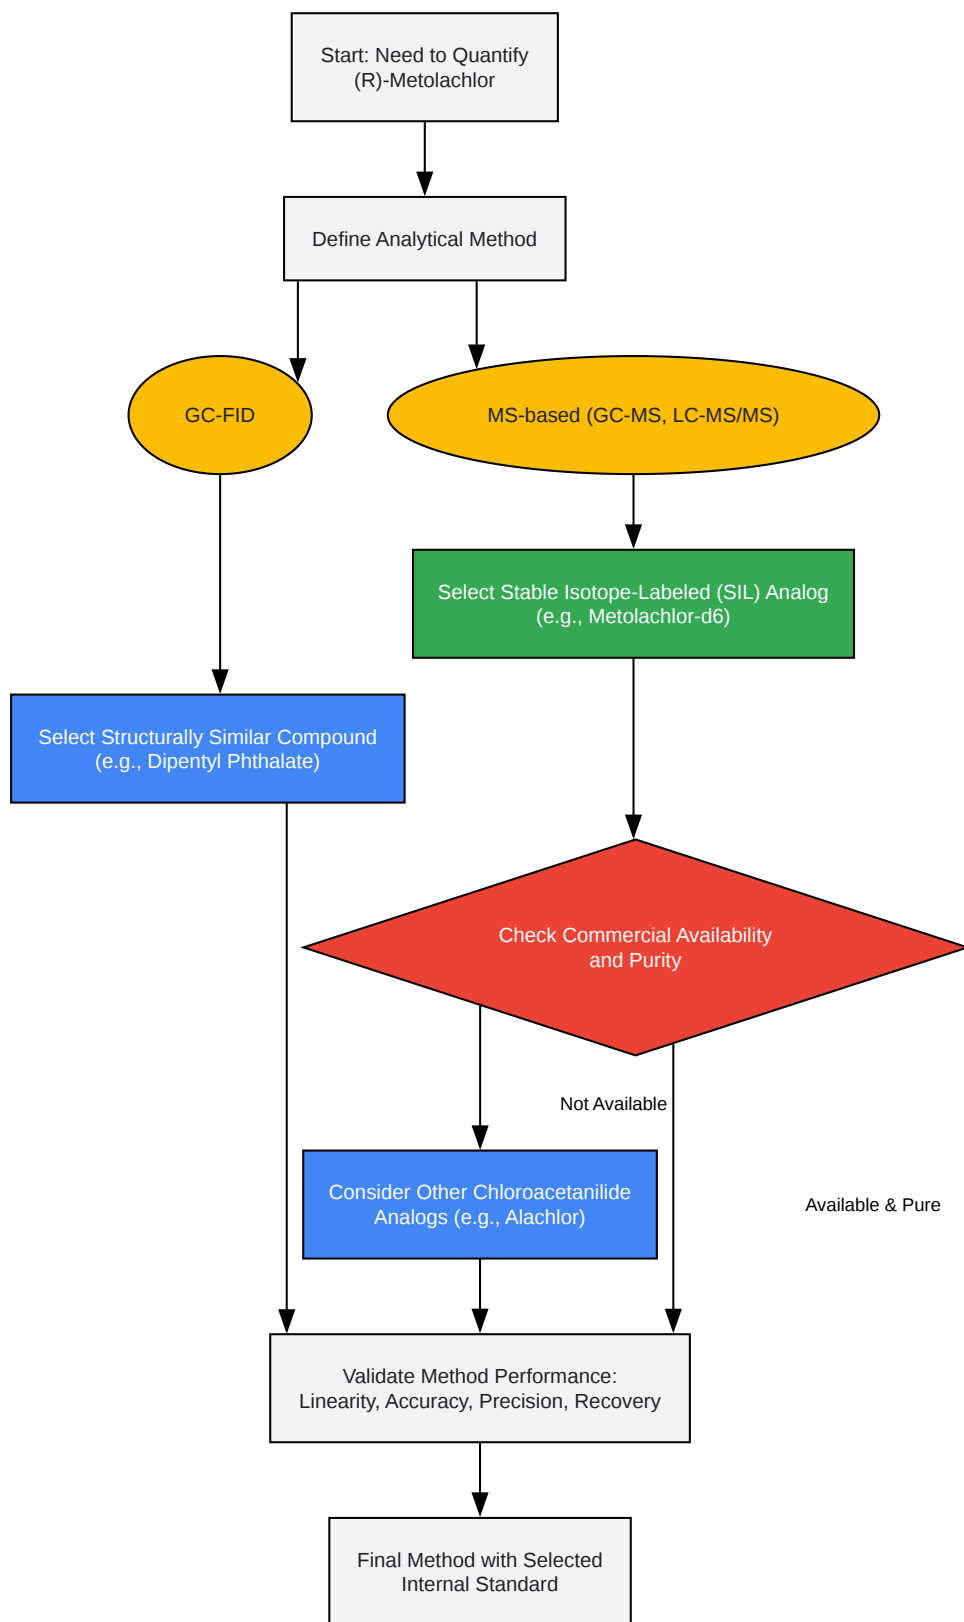 Start: Need to Quantify
(R)-Metolachlor
Define Analytical Method
GC-FID
MS-based (GC-MS, LC-MS/MS)
Select Stable Isotope-Labeled (SIL) Analog
(e.g., Metolachlor-d6)
Select Structurally Similar Compound
(e.g., Dipentyl Phthalate)
Check Commercial Availability
and Purity
Not Available
Consider Other Chloroacetanilide
Analogs (e.g., Alachlor)
Available & Pure
Validate Method Performance:
Linearity, Accuracy, Precision, Recovery
Final Method with Selected
Internal Standard